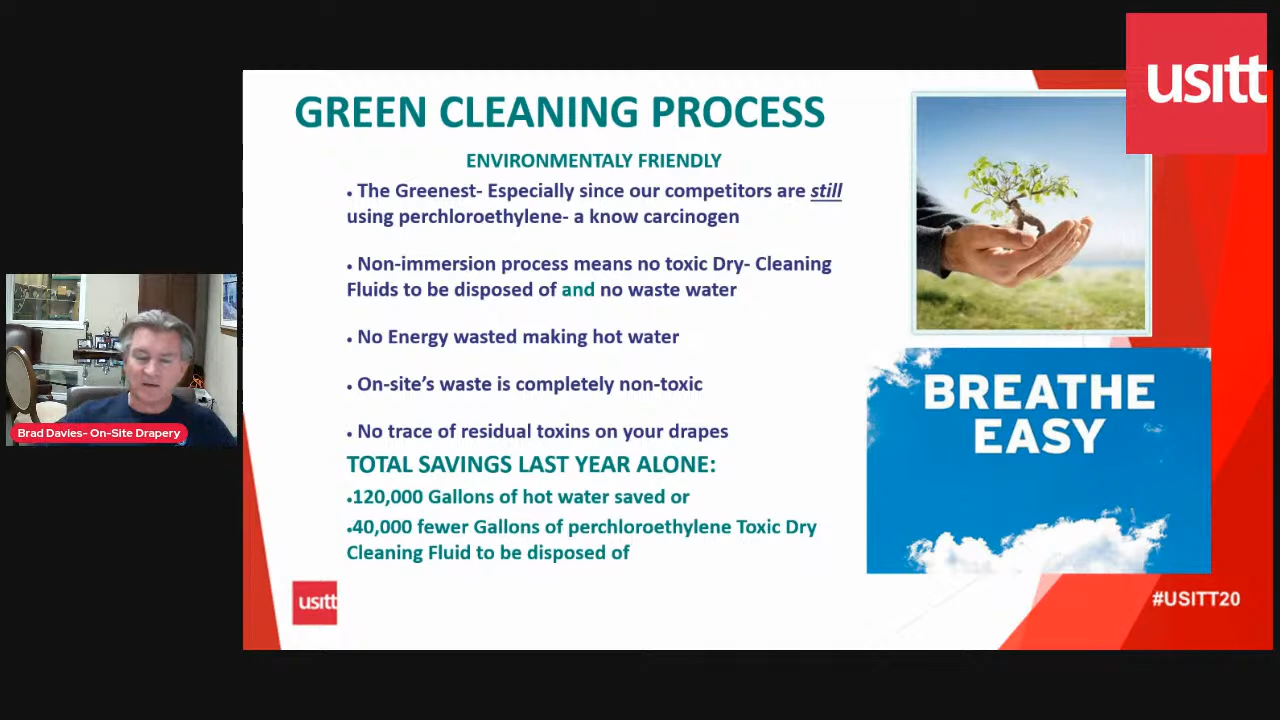 usitt
GREEN CLEANING PROCESS
ENVIRONMENTALY FRIENDLY
• The Greenest- Especially since our competitors are still
using perchloroethylene- a know carcinogen
• Non-immersion process means no toxic Dry- Cleaning
Fluids to be disposed of and no waste water
• No Energy wasted making hot water
• On-site’s waste is completely non-toxic
• No trace of residual toxins on your drapes
TOTAL SAVINGS LAST YEAR ALONE:
•120,000 Gallons of hot water saved or
•40,000 fewer Gallons of perchloroethylene Toxic Dry
Cleaning Fluid to be disposed of
BREATHE
EASY
Brad Davies- On-Site Drapery
usitt
#USITT20